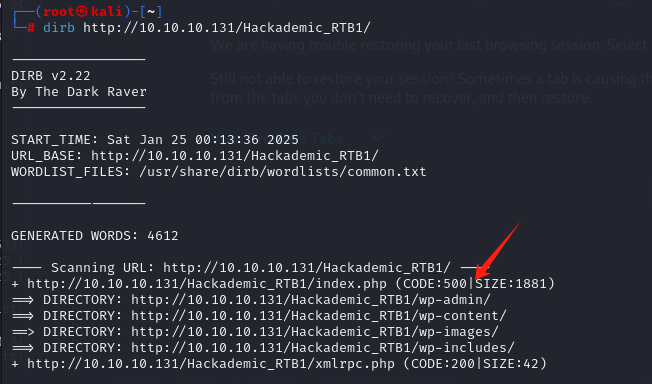 ┌──(root㉿kali)-[~]
└─# dirb http://10.10.10.131/Hackademic_RTB1/
We are having trouble restoring your last browsing session. Select
-----------------
DIRB v2.22
Still not able to restore your session? Sometimes a tab is causing th
By The Dark Raver
from the tabs you don't need to recover, and then restore.
-----------------
START_TIME: Sat Jan 25 00:13:36 2025
Tabs
URL_BASE: http://10.10.10.131/Hackademic_RTB1/
WORDLIST_FILES: /usr/share/dirb/wordlists/common.txt
-----------------
GENERATED WORDS: 4612
---- Scanning URL: http://10.10.10.131/Hackademic_RTB1/ ----
+ http://10.10.10.131/Hackademic_RTB1/index.php (CODE:500|SIZE:1881)
==> DIRECTORY: http://10.10.10.131/Hackademic_RTB1/wp-admin/
==> DIRECTORY: http://10.10.10.131/Hackademic_RTB1/wp-content/
==> DIRECTORY: http://10.10.10.131/Hackademic_RTB1/wp-images/
==> DIRECTORY: http://10.10.10.131/Hackademic_RTB1/wp-includes/
+ http://10.10.10.131/Hackademic_RTB1/xmlrpc.php (CODE:200|SIZE:42)